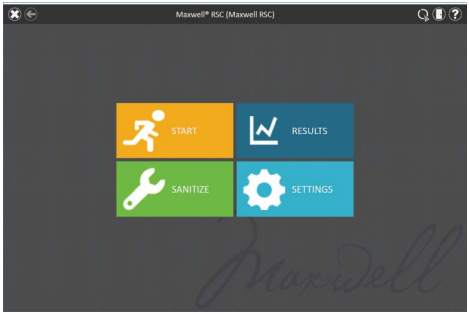 Maxwell® RSC (Maxwell RSC)
?
START
RESULTS
SANITIZE
SETTINGS
Maxwell